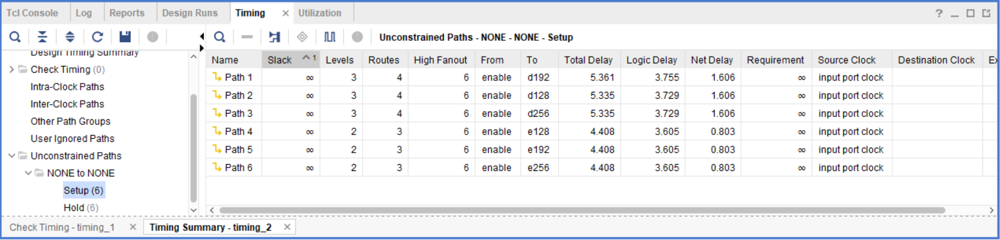 Tcl Console Log Reports Design Runs Timing × Utilization ?
Unconstrained Paths - NONE - NONE - Setup
Design Timing Summary
Check Timing (0)
Intra-Clock Paths
Inter-Clock Paths
Other Path Groups
User Ignored Paths
Unconstrained Paths
NONE to NONE
Setup (6)
Hold (6)
Name Slack 1 Levels Routes High Fanout From To Total Delay Logic Delay Net Delay Requirement Source Clock Destination Clock
Path 1 ∞ 3 4 6 enable d192 5.361 3.755 1.606 ∞ input port clock
Path 2 ∞ 3 4 6 enable d128 5.335 3.729 1.606 ∞ input port clock
Path 3 ∞ 3 4 6 enable d256 5.335 3.729 1.606 ∞ input port clock
Path 4 ∞ 2 3 6 enable e128 4.408 3.605 0.803 ∞ input port clock
Path 5 ∞ 2 3 6 enable e192 4.408 3.605 0.803 ∞ input port clock
Path 6 ∞ 2 3 6 enable e256 4.408 3.605 0.803 ∞ input port clock
Check Timing - timing_1 × Timing Summary - timing_2 ×